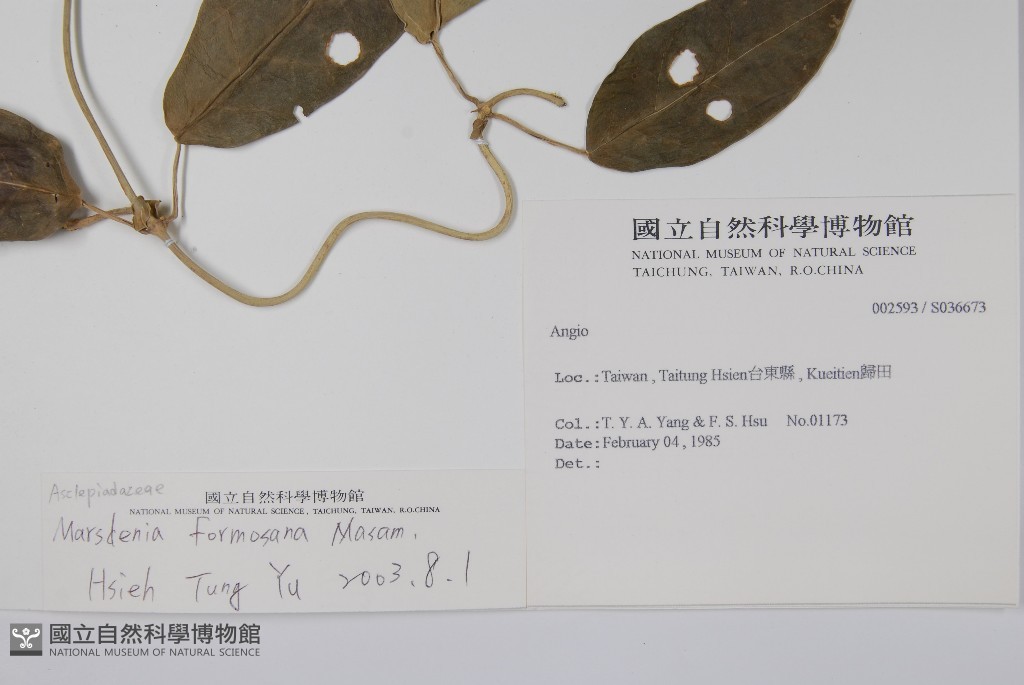 國立自然科學博物館
NATIONAL MUSEUM OF NATURAL SCIENCE
TAICHUNG, TAIWAN, R.O.CHINA
002593 / S036673
Angio
Loc.: Taiwan , Taitung Hsien台東縣 , Kueitien歸田
Col.: T. Y. A. Yang & F. S. Hsu No.01173
Date: February 04 , 1985
Det.:
Asclepiadaceae
國立自然科學博物館
NATIONAL MUSEUM OF NATURAL SCIENCE , TAICHUNG, TAIWAN, R.O.CHINA
Marsdenia formosana Masam.
Hsieh Tung Yu 2003.8.1
國立自然科學博物館
NATIONAL MUSEUM OF NATURAL SCIENCE